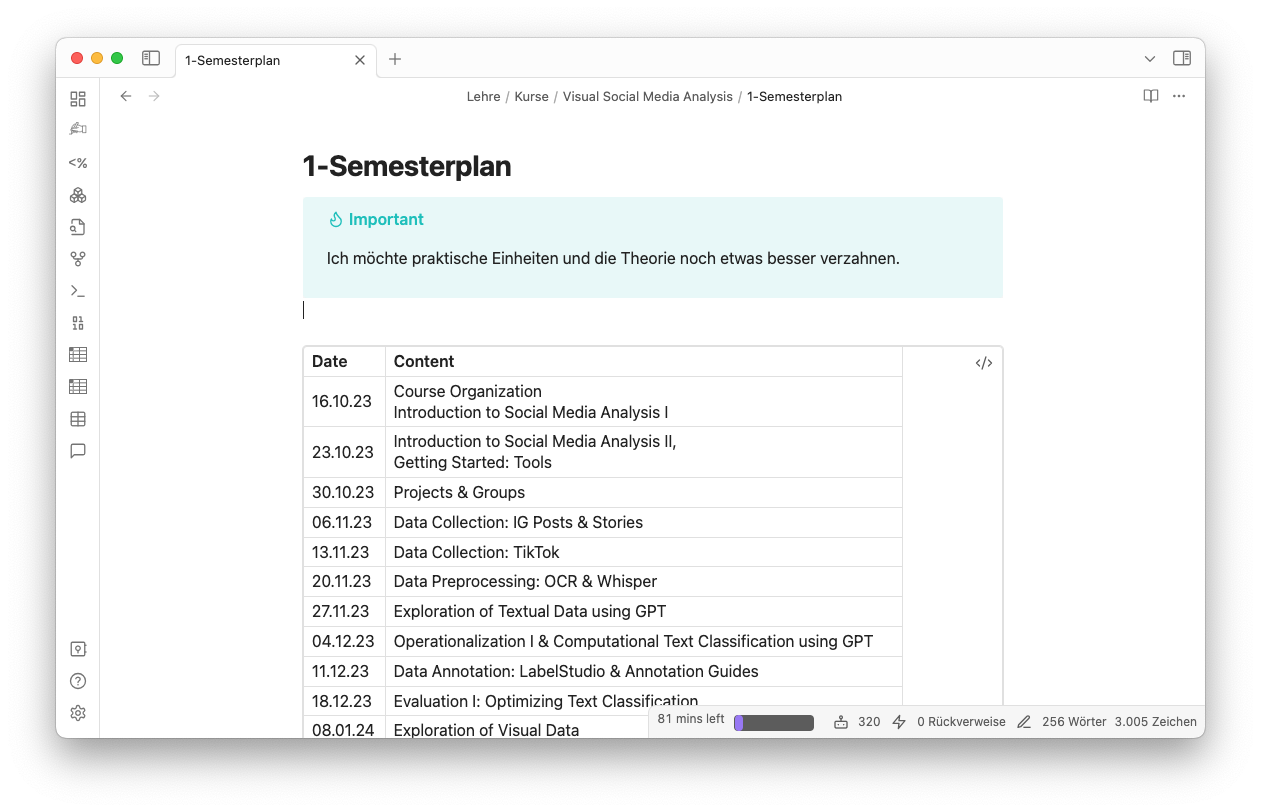 1-Semesterplan
Lehre / Kurse / Visual Social Media Analysis / 1-Semesterplan
<%
1-Semesterplan
Important
Ich möchte praktische Einheiten und die Theorie noch etwas besser verzahnen.
Date Content
</>
16.10.23 Course Organization
Introduction to Social Media Analysis I
23.10.23 Introduction to Social Media Analysis II,
Getting Started: Tools
30.10.23 Projects & Groups
06.11.23 Data Collection: IG Posts & Stories
13.11.23 Data Collection: TikTok
20.11.23 Data Preprocessing: OCR & Whisper
27.11.23 Exploration of Textual Data using GPT
04.12.23 Operationalization I & Computational Text Classification using GPT
11.12.23 Data Annotation: LabelStudio & Annotation Guides
18.12.23 Evaluation I: Optimizing Text Classification
08.01.24 Exploration of Visual Data
81 mins left 320 0 Rückverweise 256 Wörter 3.005 Zeichen